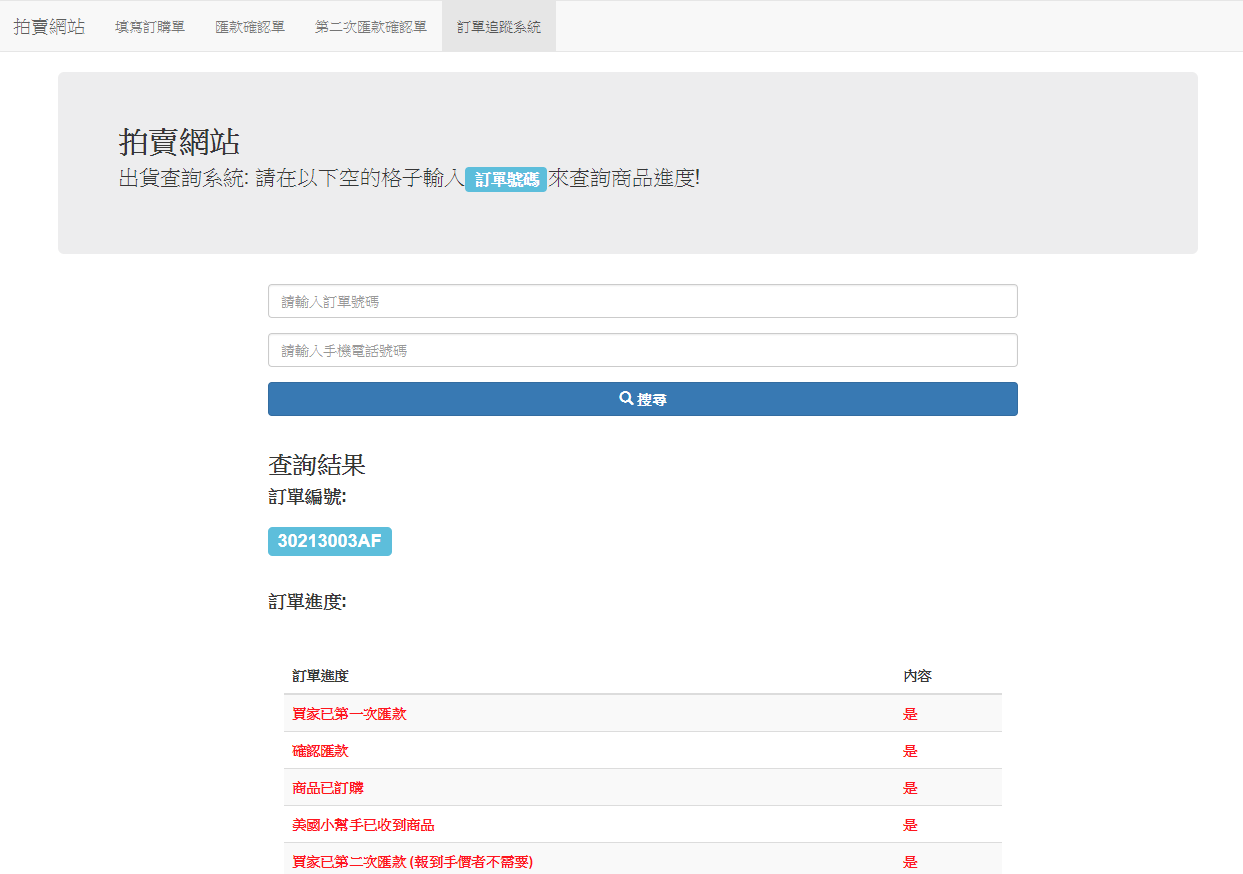 拍賣網站 填寫訂購單 匯款確認單 第二次匯款確認單 訂單追蹤系統
拍賣網站
出貨查詢系統: 請在以下空的格子輸入 訂單號碼 來查詢商品進度!
請輸入訂單號碼
請輸入手機電話號碼
搜尋
查詢結果
訂單編號:
30213003AF
訂單進度:
訂單進度 內容
買家已第一次匯款 是
確認匯款 是
商品已訂購 是
美國小幫手已收到商品 是
買家已第二次匯款 (報到手價者不需要) 是